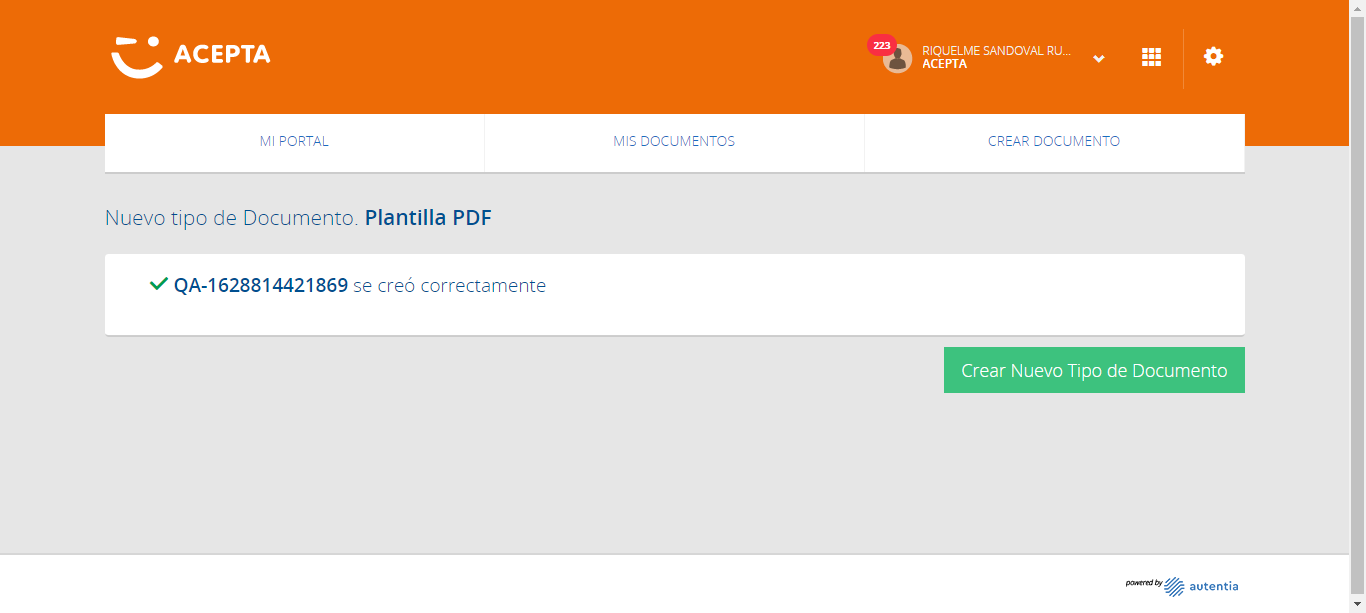 ACEPTA
223
RIQUELME SANDOVAL RU...
ACEPTA
MI PORTAL
MIS DOCUMENTOS
CREAR DOCUMENTO
Nuevo tipo de Documento. Plantilla PDF
QA-1628814421869 se creó correctamente
Crear Nuevo Tipo de Documento
powered by autentia